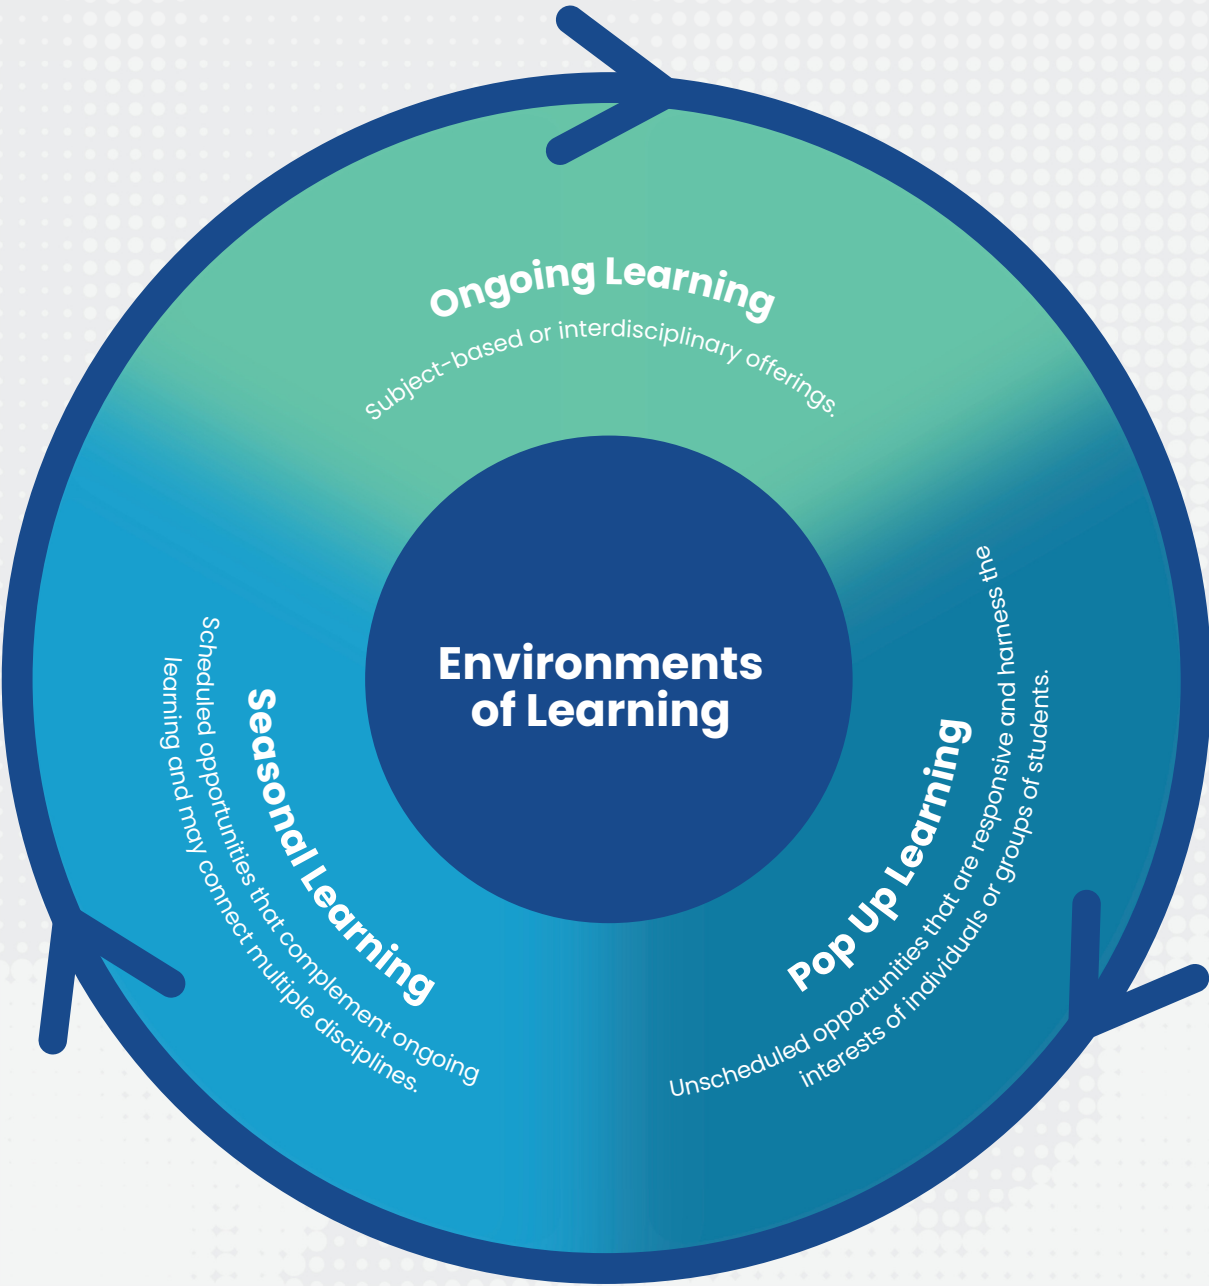 Ongoing Learning
Subject-based or interdisciplinary offerings.
Environments
of Learning
Seasonal Learning
Scheduled opportunities that complement ongoing
learning and may connect multiple disciplines.
Pop Up Learning
Unscheduled opportunities that are responsive and harness the
interests of individuals or groups of students.